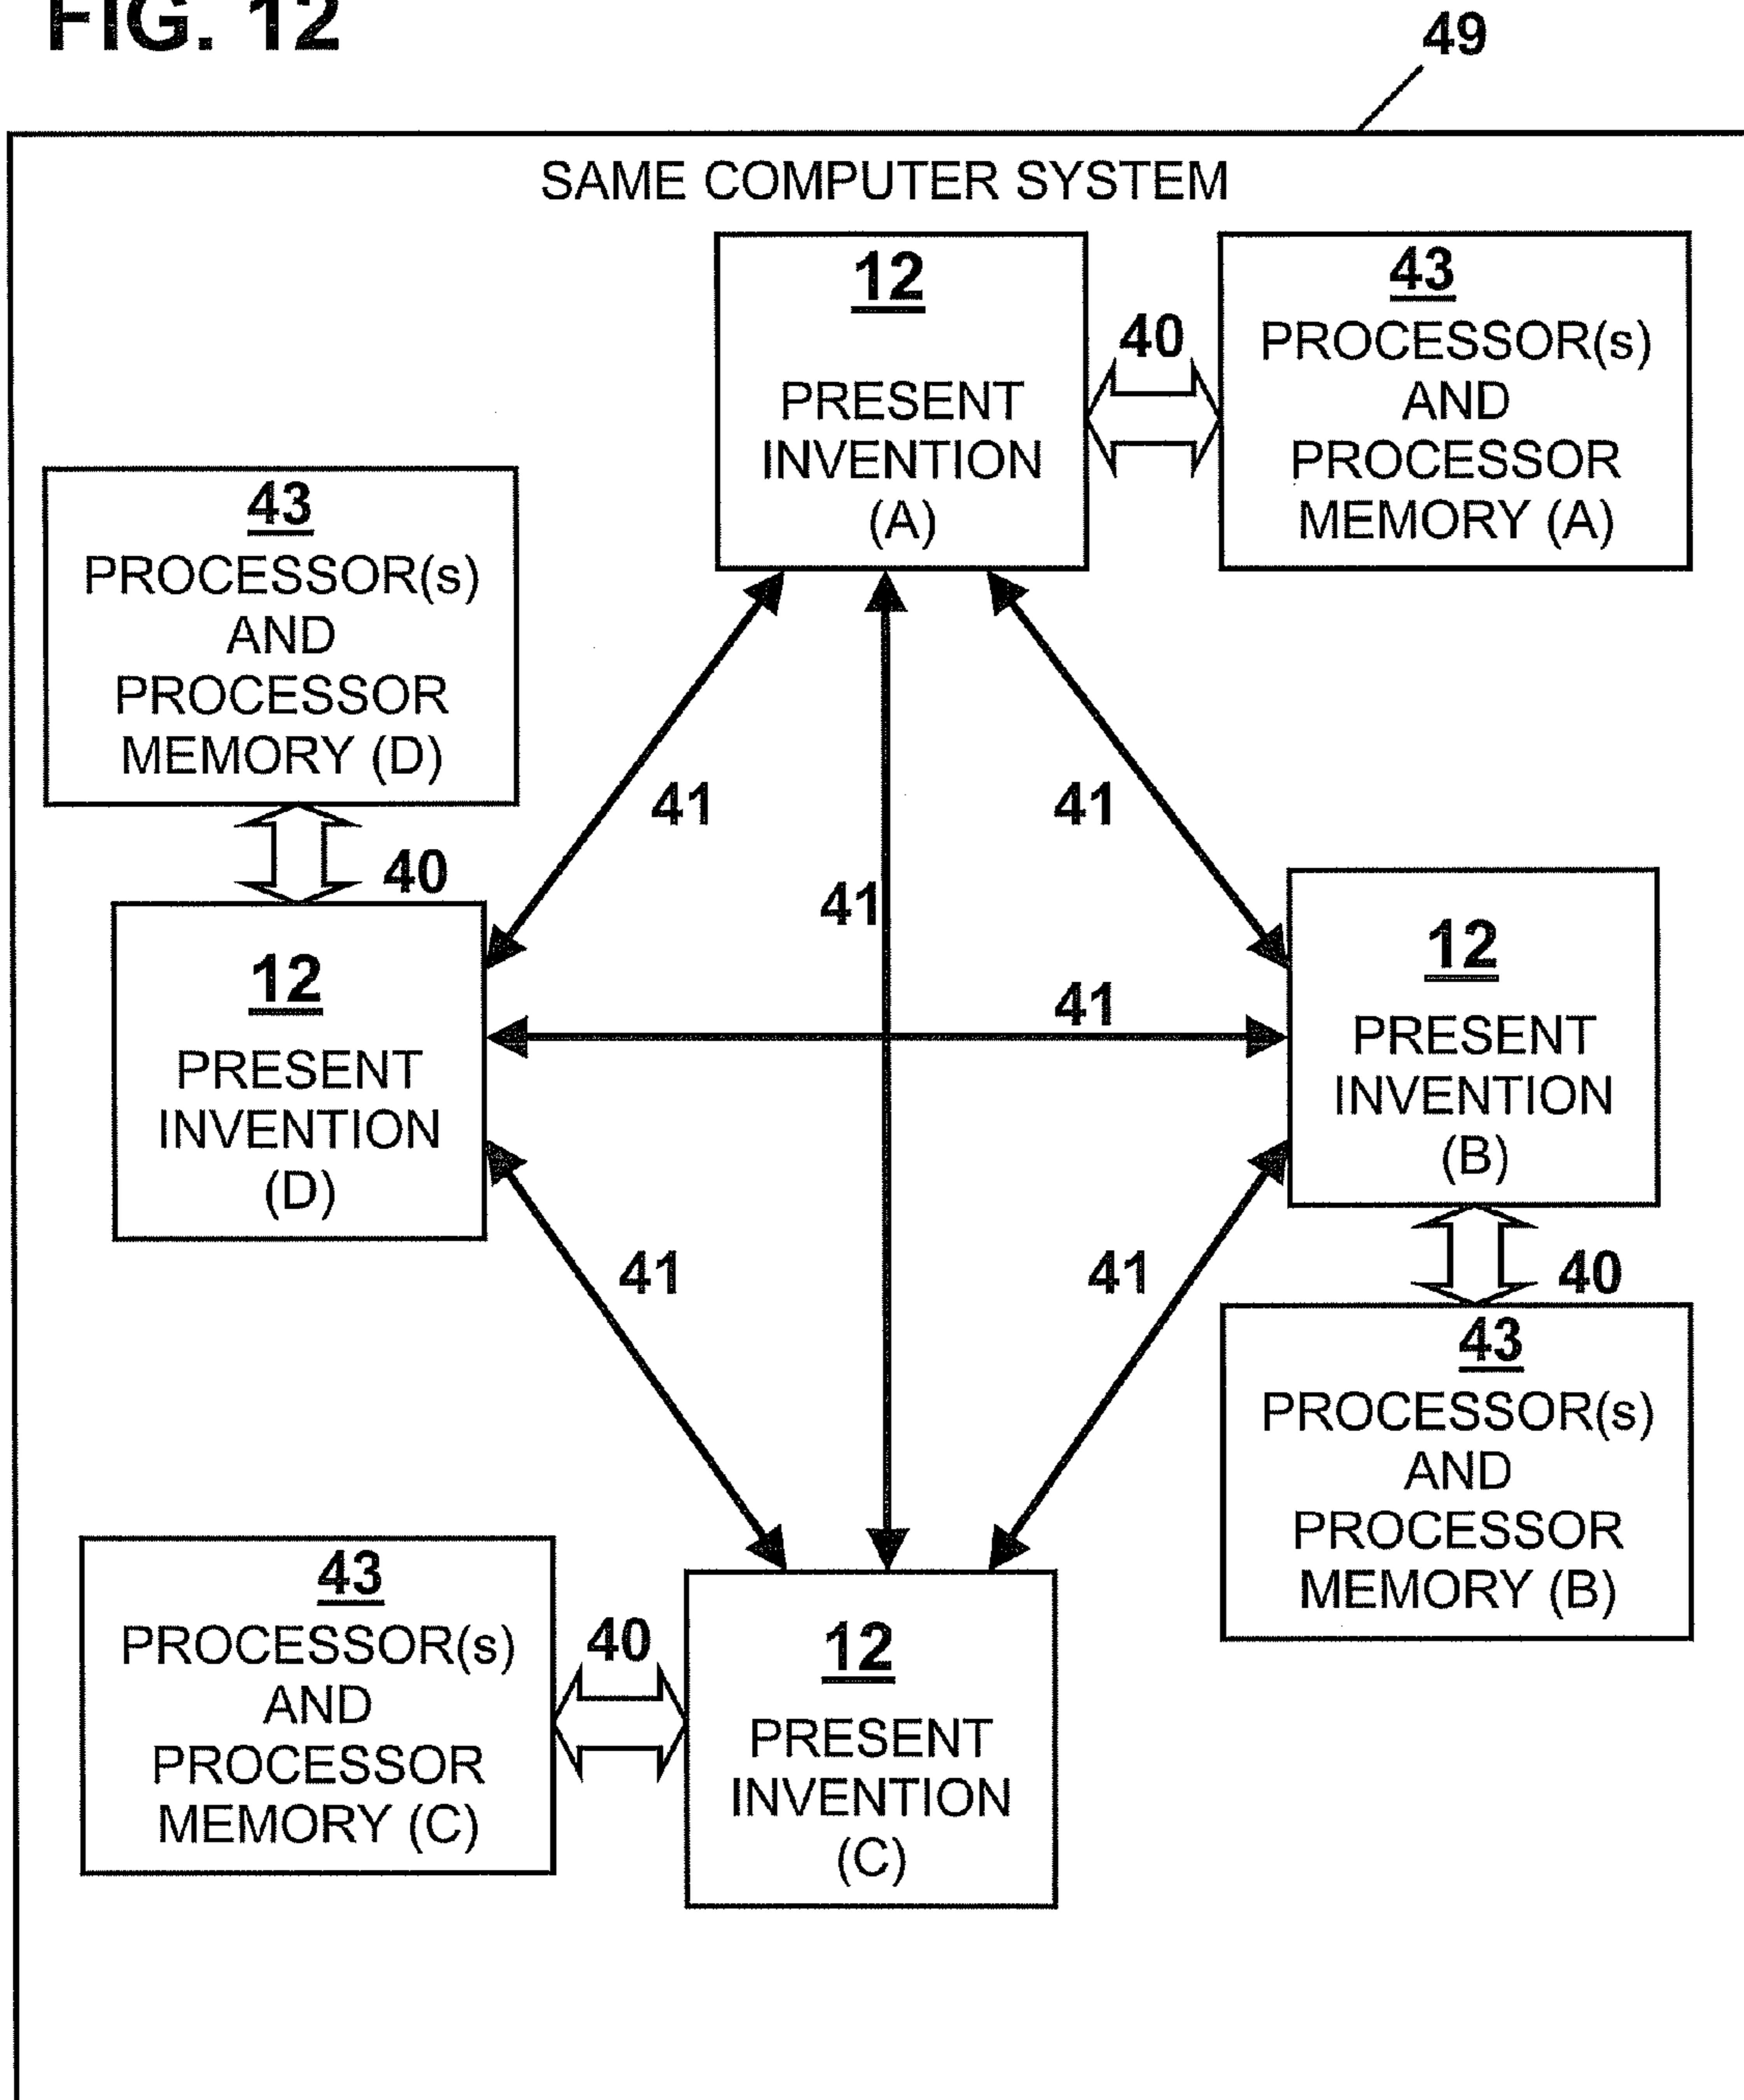 FIG. 12
49
SAME COMPUTER SYSTEM
12
PRESENT
INVENTION
(A)
40
43
PROCESSOR(s)
AND
PROCESSOR
MEMORY (A)
43
PROCESSOR(s)
AND
PROCESSOR
MEMORY (D)
40
41
41
41
41
12
PRESENT
INVENTION
(D)
12
PRESENT
INVENTION
(B)
41
41
40
43
PROCESSOR(s)
AND
PROCESSOR
MEMORY (B)
43
PROCESSOR(s)
AND
PROCESSOR
MEMORY (C)
40
12
PRESENT
INVENTION
(C)